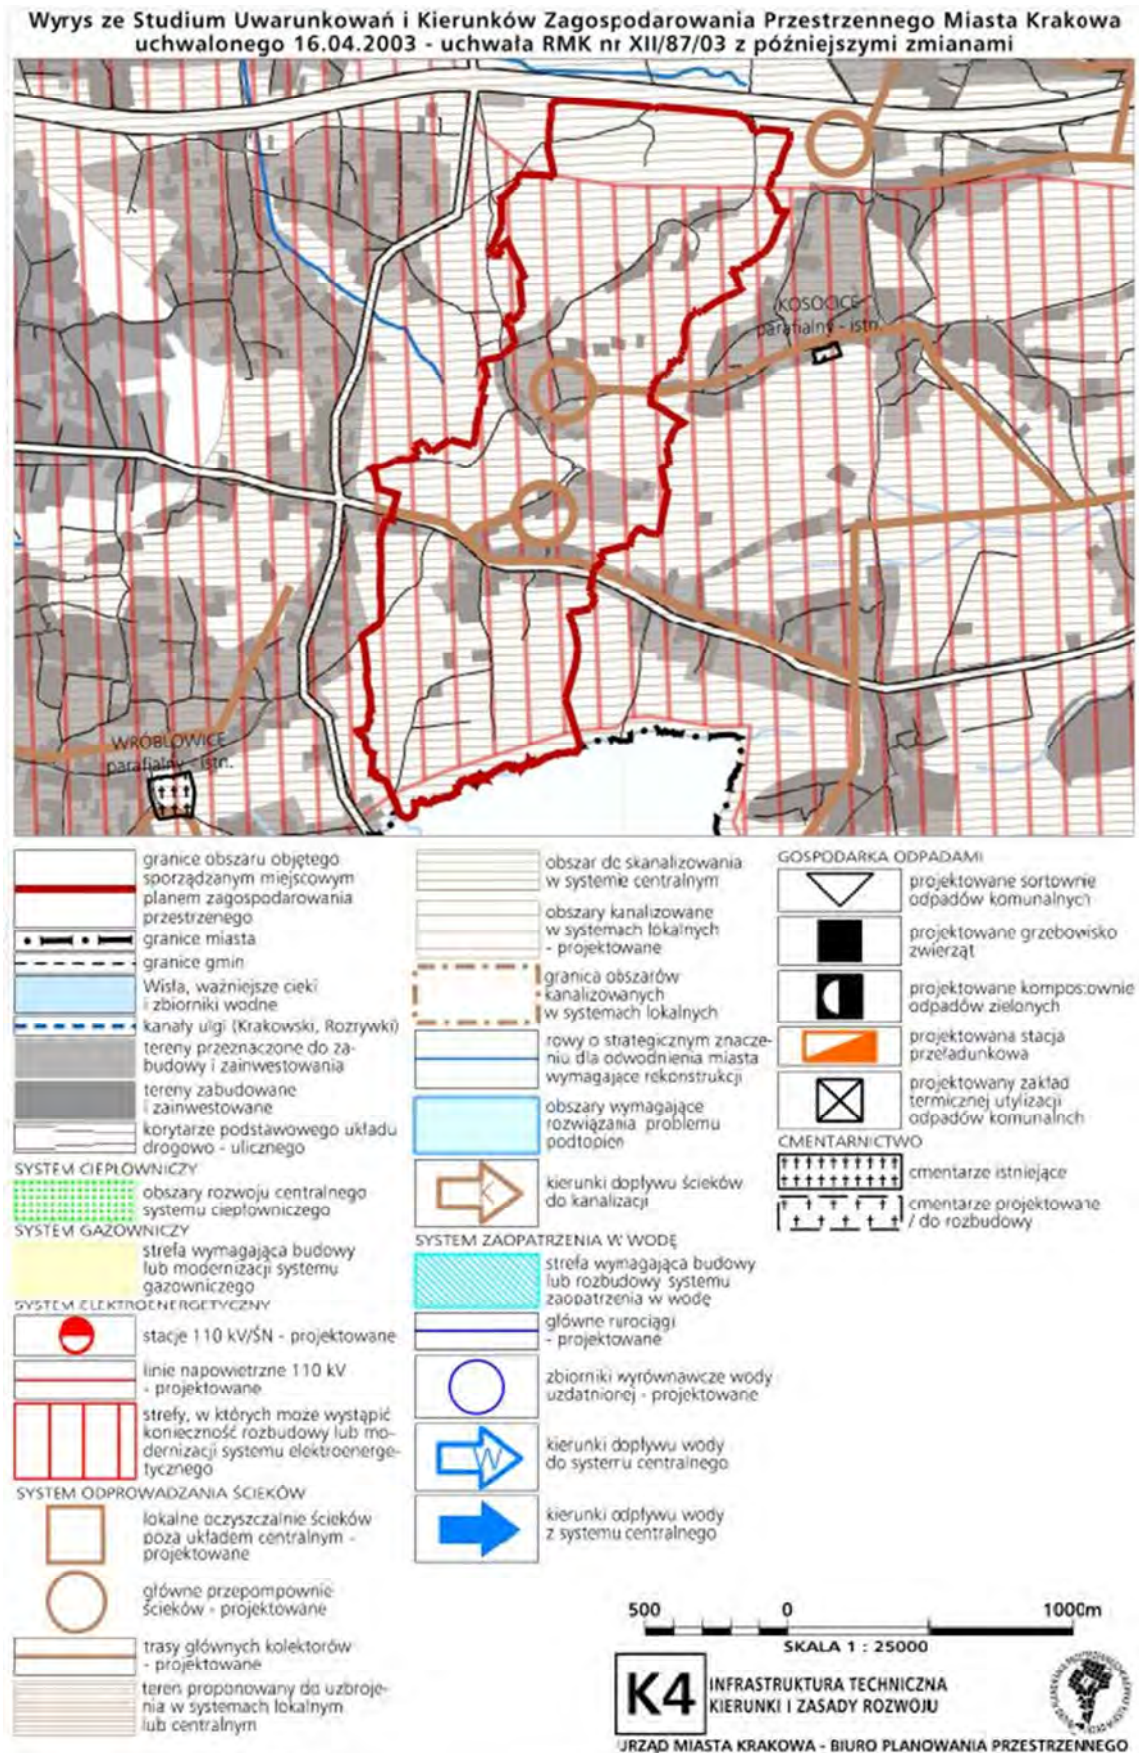 Wyrys ze Studium Uwarunkowań i Kierunków Zagospodarowania Przestrzennego Miasta Krakowa
uchwalonego 16.04.2003 - uchwała RMK nr XII/87/03 z późniejszymi zmianami
KOSOCICE
parafialny - istn.
WRÓBLOWICE
parafialny - istn.
granice obszaru objętego
sporządzanym miejscowym
planem zagospodarowania
przestrzenego
granice miasta
granice gmin
Wisła, ważniejsze cieki
i zbiorniki wodne
kanały ulgi (Krakowski, Rozrywki)
tereny przeznaczone do za-
budowy i zainwestowania
tereny zabudowane
i zainwestowane
korytarze podstawowego układu
drogowo - ulicznego
SYSTEM CIEPŁOWNICZY
obszary rozwoju centralnego
systemu ciepłowniczego
SYSTEM GAZOWNICZY
strefa wymagająca budowy
lub modernizacji systemu
gazowniczego
SYSTEM ELEKTROENERGETYCZNY
stacje 110 kV/ŚN - projektowane
linie napowietrzne 110 kV
- projektowane
strefy, w których może wystąpić
konieczność rozbudowy lub mo-
dernizacji systemu elektroenerge-
tycznego
SYSTEM ODPROWADZANIA ŚCIEKÓW
lokalne oczyszczalnie ścieków
poza układem centralnym -
projektowane
główne przepompownie
ścieków - projektowane
trasy głównych kolektorów
- projektowane
teren proponowany do uzbroje-
nia w systemach lokalnym
lub centralnym
obszar do skanalizowania
w systemie centralnym
obszary kanalizowane
w systemach lokalnych
- projektowane
granica obszarów
kanalizowanych
w systemach lokalnych
rowy o strategicznym znacze-
niu dla odwodnienia miasta
wymagające rekonstrukcji
obszary wymagające
rozwiązania problemu
podtopień
K
kierunki dopływu ścieków
do kanalizacji
SYSTEM ZAOPATRZENIA W WODĘ
strefa wymagająca budowy
lub rozbudowy systemu
zaopatrzenia w wodę
główne rurociągi
- projektowane
zbiorniki wyrównawcze wody
uzdatnionej - projektowane
W
kierunki dopływu wody
do systemu centralnego
kierunki odpływu wody
z systemu centralnego
GOSPODARKA ODPADAMI
projektowane sortownie
odpadów komunalnych
projektowane grzebowisko
zwierząt
projektowane kompostownie
odpadów zielonych
projektowana stacja
przeładunkowa
projektowany zakład
termicznej utylizacji
odpadów komunalnch
CMENTARNICTWO
cmentarze istniejące
cmentarze projektowane
/ do rozbudowy
500 0 1000m
SKALA 1 : 25000
K4
INFRASTRUKTURA TECHNICZNA
KIERUNKI I ZASADY ROZWOJU
URZĄD MIASTA KRAKOWA - BIURO PLANOWANIA PRZESTRZENNEGO